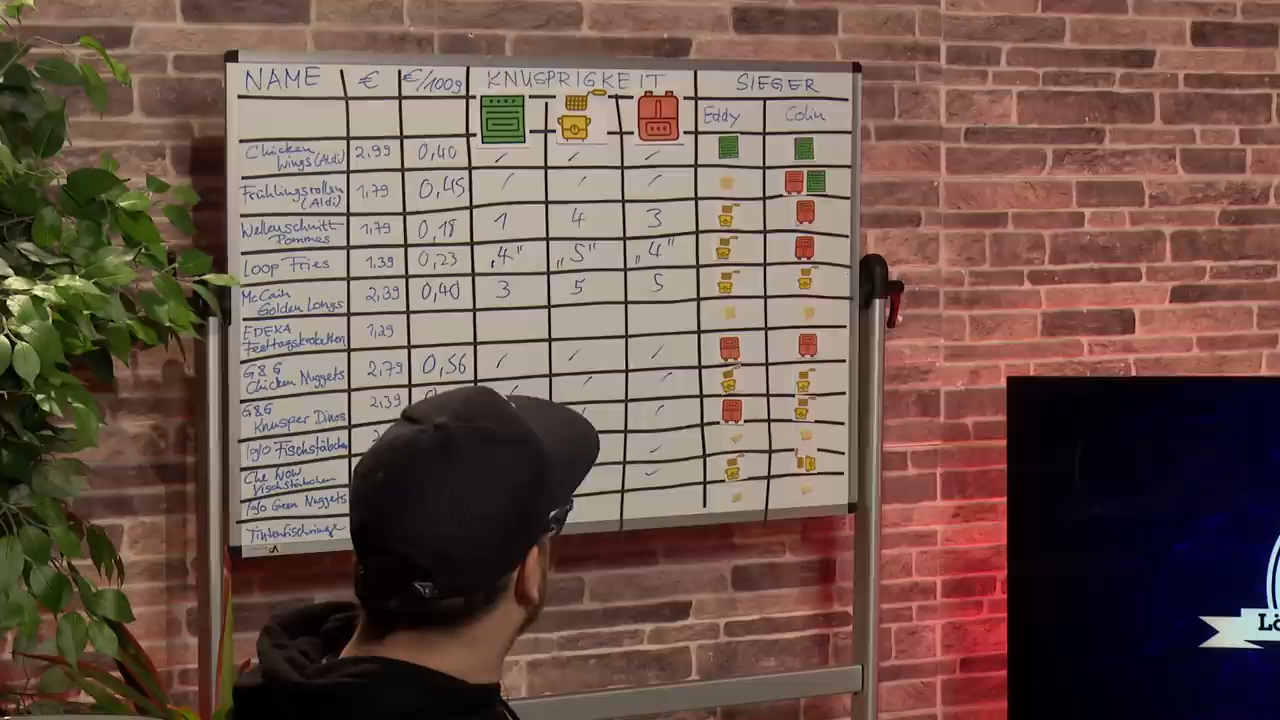 NAME € €/100g KNUSPRIGKEIT SIEGER
Eddy Colin
Chicken
Wings (Aldi) 2,99 0,40 / / /
Frühlingsrollen
(Aldi) 1,79 0,45 / / /
Wellenschnitt
Pommes 1,79 0,18 1 4 3
Loop Fries 1,39 0,23 „4" „5" „4"
McCain
Golden Longs 2,39 0,40 3 5 5
EDEKA
Festtagskroketten 1,29
G&G
Chicken Nuggets 2,79 0,56 / / /
G&G
Knusper Dinos 2,39 / / /
Iglo Fischstäbchen
Vischstäbchen
Iglo Green Nuggets
Tintenfischringe